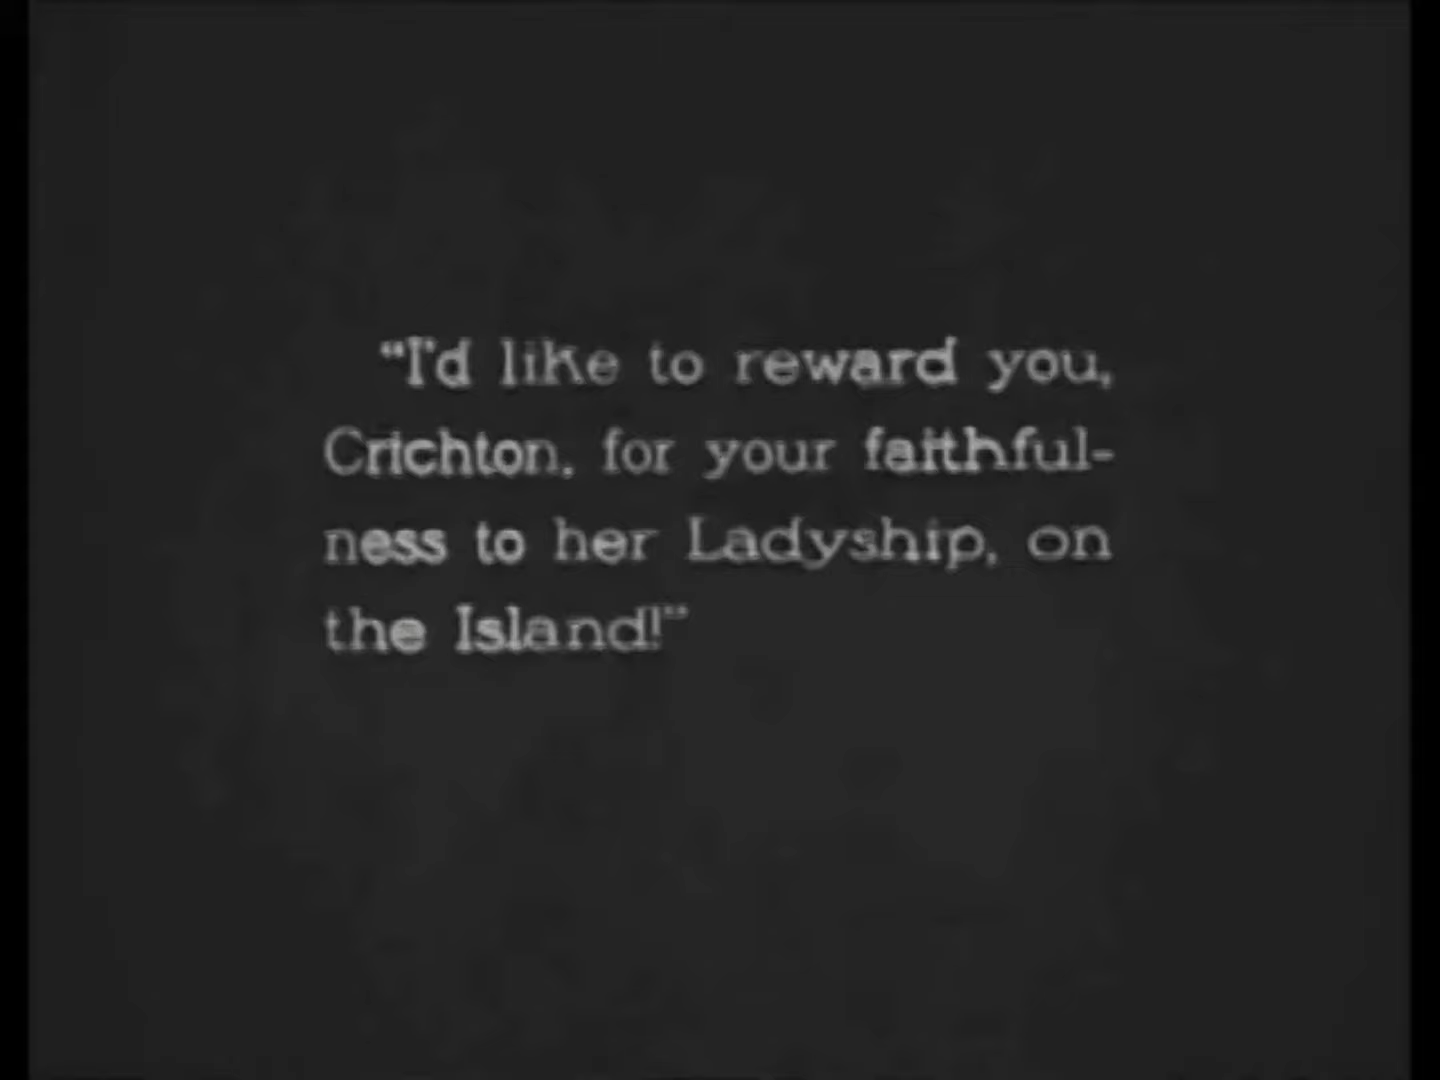 "I'd like to reward you,
Crichton, for your faithful-
ness to her Ladyship, on
the Island!"